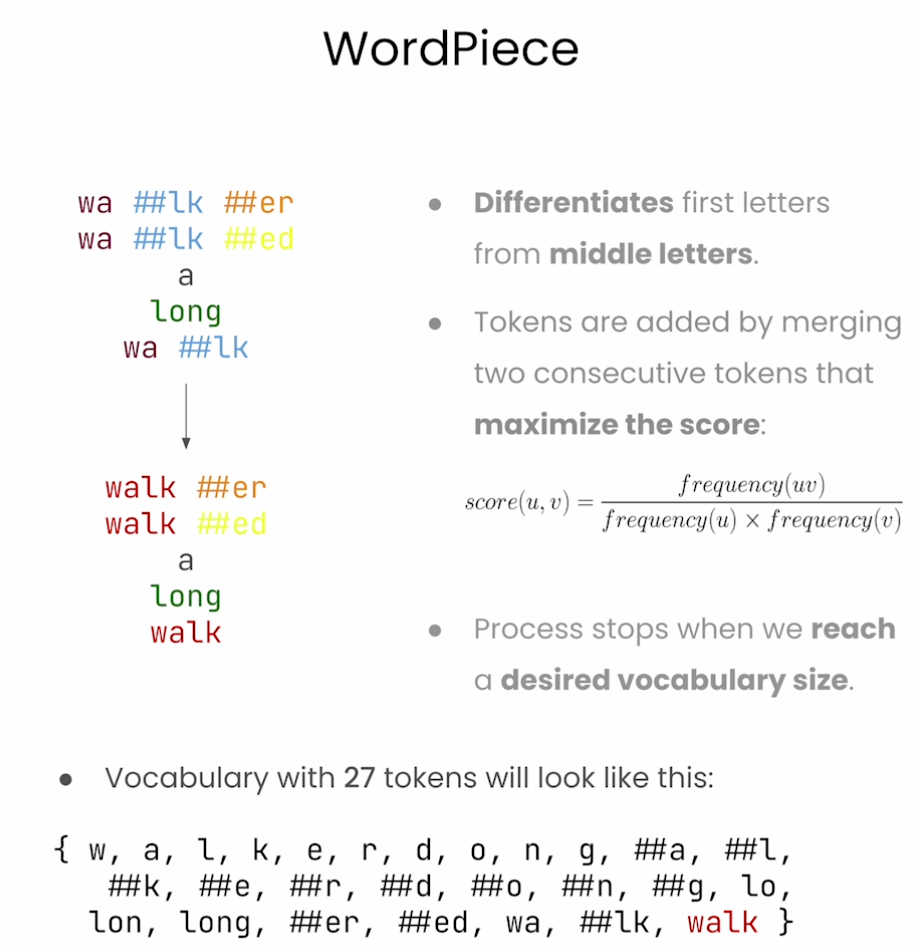 WordPiece
wa ##lk ##er
wa ##lk ##ed
a
long
wa ##lk
walk ##er
walk ##ed
a
long
walk
● Differentiates first letters
from middle letters.
● Tokens are added by merging
two consecutive tokens that
maximize the score:
score(u, v) = frequency(uv) / frequency(u) × frequency(v)
● Process stops when we reach
a desired vocabulary size.
● Vocabulary with 27 tokens will look like this:
{ w, a, l, k, e, r, d, o, n, g, ##a, ##l,
##k, ##e, ##r, ##d, ##o, ##n, ##g, lo,
lon, long, ##er, ##ed, wa, ##lk, walk }